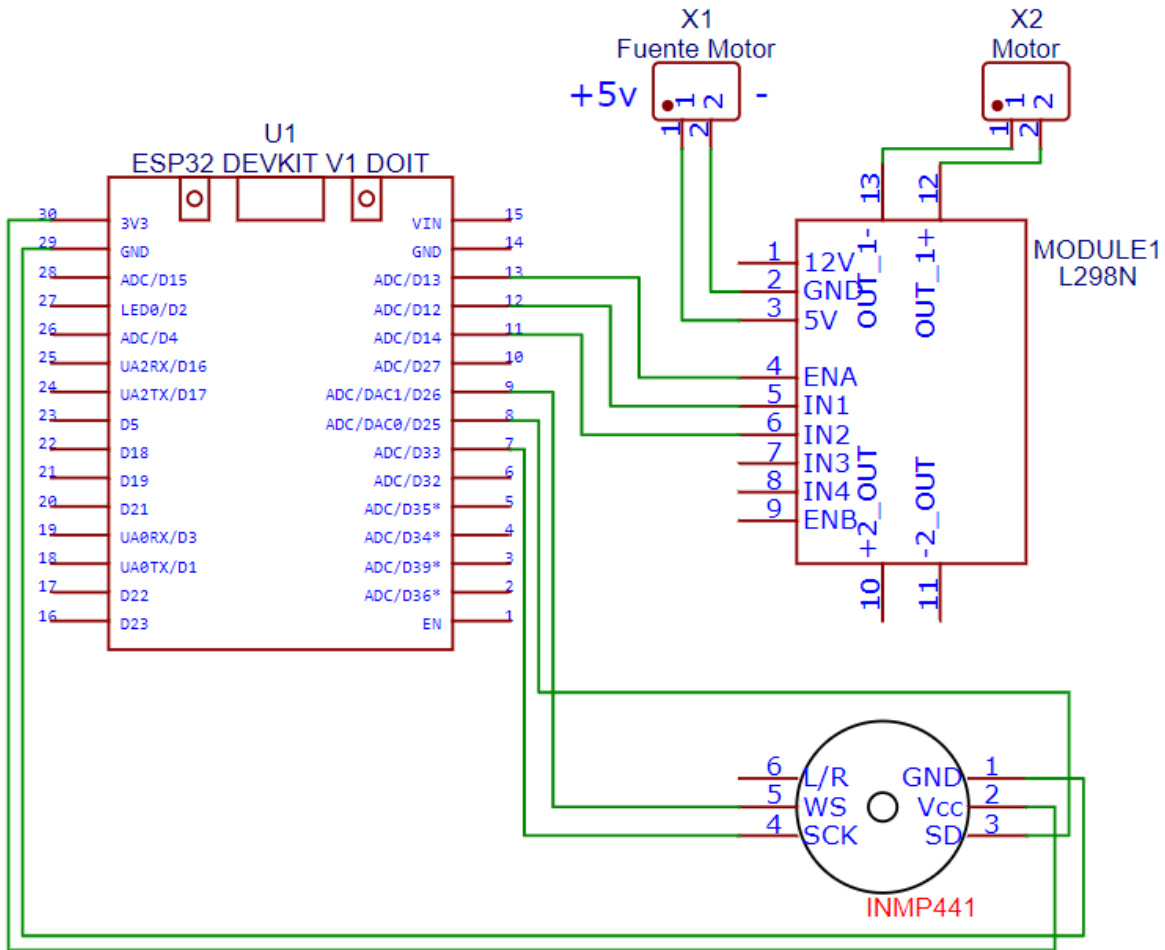 X1
Fuente Motor
+5v
-
1
2
1
2
X2
Motor
1
2
1
2
U1
ESP32 DEVKIT V1 DOIT
30 3V3
29 GND
28 ADC/D15
27 LED0/D2
26 ADC/D4
25 UA2RX/D16
24 UA2TX/D17
23 D5
22 D18
21 D19
20 D21
19 UA0RX/D3
18 UA0TX/D1
17 D22
16 D23
VIN 15
GND 14
ADC/D13 13
ADC/D12 12
ADC/D14 11
ADC/D27 10
ADC/DAC1/D26 9
ADC/DAC0/D25 8
ADC/D33 7
ADC/D32 6
ADC/D35* 5
ADC/D34* 4
ADC/D39* 3
ADC/D36* 2
EN 1
MODULE1
L298N
13 OUT_1-
12 OUT_1+
1 12V
2 GND
3 5V
4 ENA
5 IN1
6 IN2
7 IN3
8 IN4
9 ENB
10 +2_OUT
11 -2_OUT
6 L/R
5 WS
4 SCK
GND 1
Vcc 2
SD 3
INMP441